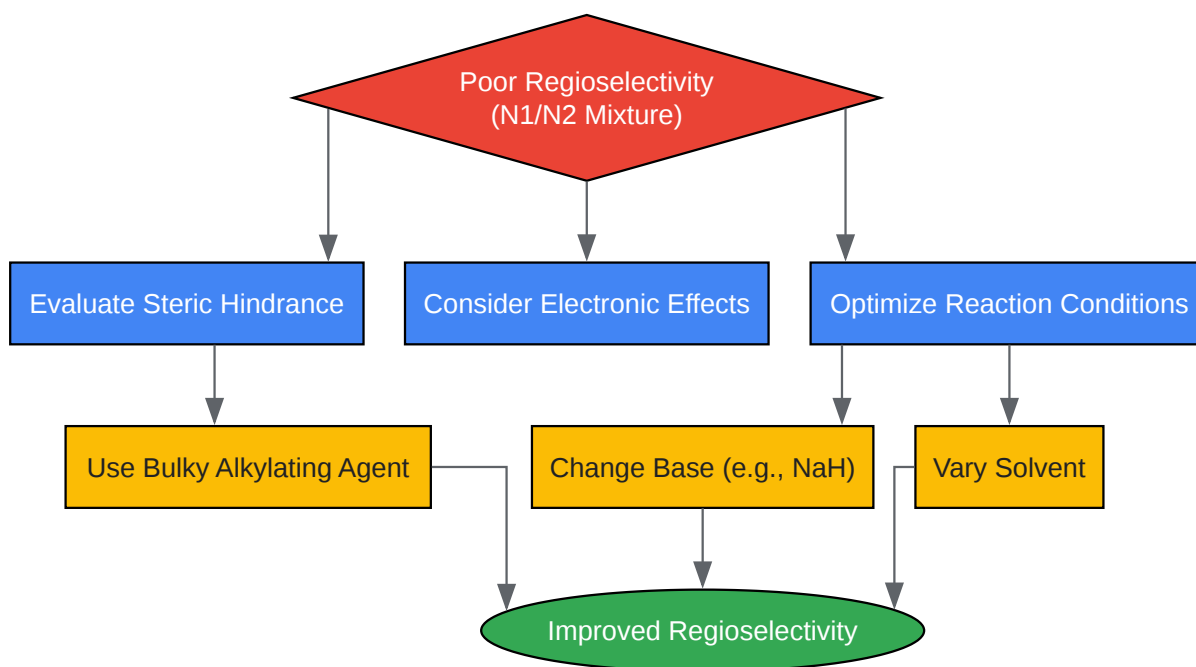 Poor Regioselectivity
(N1/N2 Mixture)
Evaluate Steric Hindrance
Consider Electronic Effects
Optimize Reaction Conditions
Use Bulky Alkylating Agent
Change Base (e.g., NaH)
Vary Solvent
Improved Regioselectivity